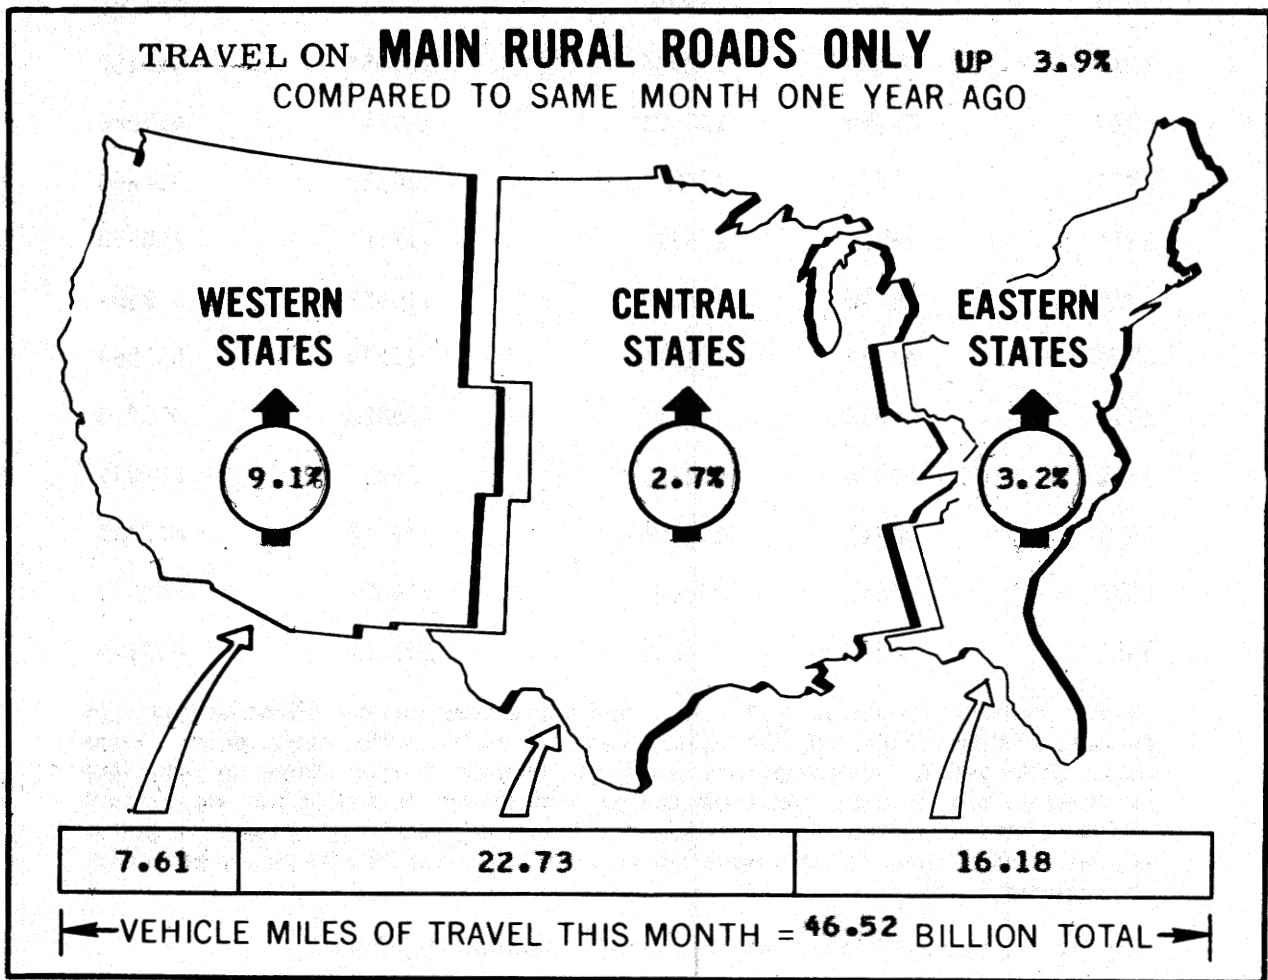 TRAVEL ON MAIN RURAL ROADS ONLY UP 3.9%
COMPARED TO SAME MONTH ONE YEAR AGO
WESTERN
STATES
9.1%
CENTRAL
STATES
2.7%
EASTERN
STATES
3.2%
7.61 22.73 16.18
VEHICLE MILES OF TRAVEL THIS MONTH = 46.52 BILLION TOTAL